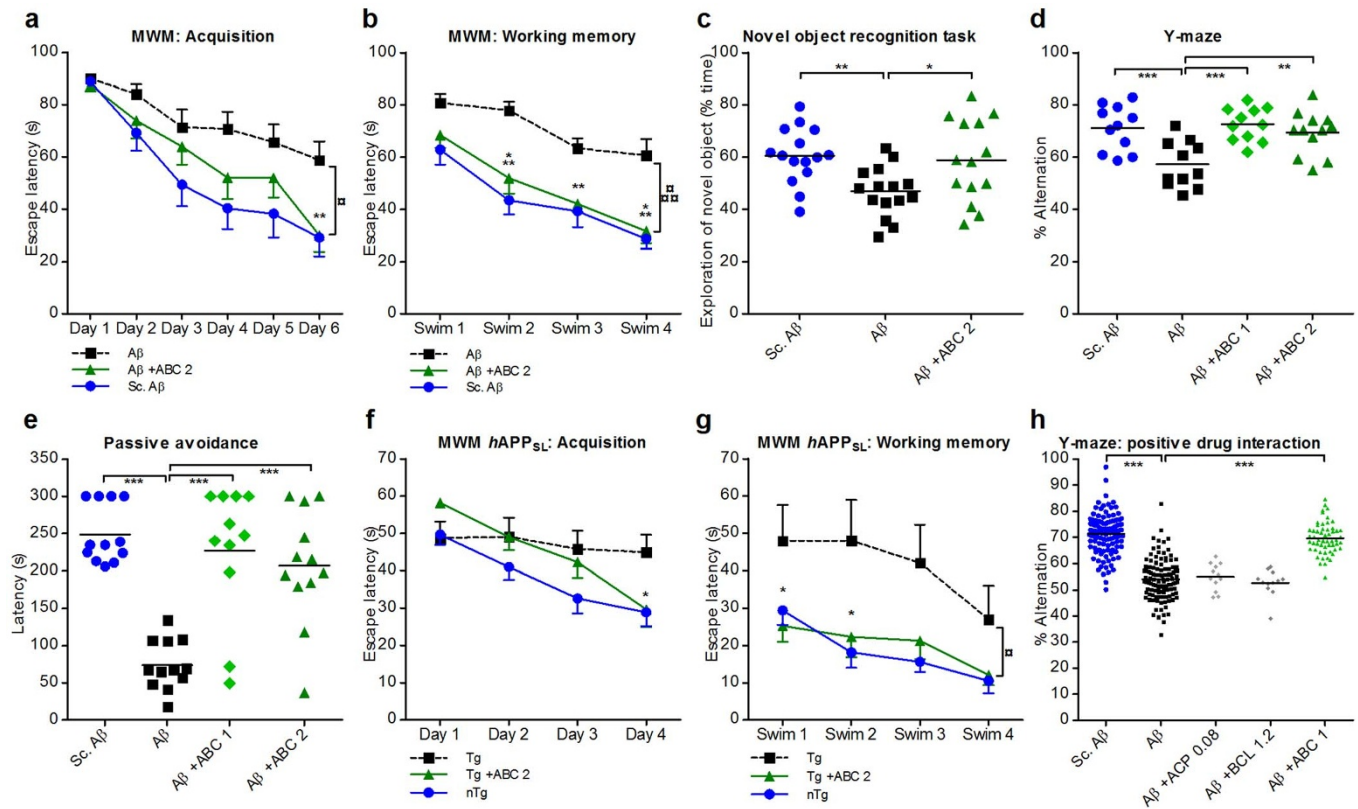 a
MWM: Acquisition
Escape latency (s)
100
80
60
40
20
0
¤
**
Day 1 Day 2 Day 3 Day 4 Day 5 Day 6
Aβ
Aβ +ABC 2
Sc. Aβ
b
MWM: Working memory
Escape latency (s)
100
80
60
40
20
0
*
**
**
*
**
¤
¤
Swim 1 Swim 2 Swim 3 Swim 4
Aβ
Aβ +ABC 2
Sc. Aβ
c
Novel object recognition task
Exploration of novel object (% time)
100
80
60
40
20
0
** *
Sc. Aβ
Aβ
Aβ +ABC 2
d
Y-maze
% Alternation
100
80
60
40
20
0
**
*** ***
Sc. Aβ
Aβ
Aβ +ABC 1
Aβ +ABC 2
e
Passive avoidance
Latency (s)
350
300
250
200
150
100
50
0
***
*** ***
Sc. Aβ
Aβ
Aβ +ABC 1
Aβ +ABC 2
f
MWM hAPPSL: Acquisition
Escape latency (s)
70
60
50
40
30
20
10
0
*
Day 1 Day 2 Day 3 Day 4
Tg
Tg +ABC 2
nTg
g
MWM hAPPSL: Working memory
Escape latency (s)
70
60
50
40
30
20
10
0
* *
¤
Swim 1 Swim 2 Swim 3 Swim 4
Tg
Tg +ABC 2
nTg
h
Y-maze: positive drug interaction
% Alternation
100
90
80
70
60
50
40
30
20
10
0
*** ***
Sc. Aβ
Aβ
Aβ +ACP 0.08
Aβ +BCL 1.2
Aβ +ABC 1